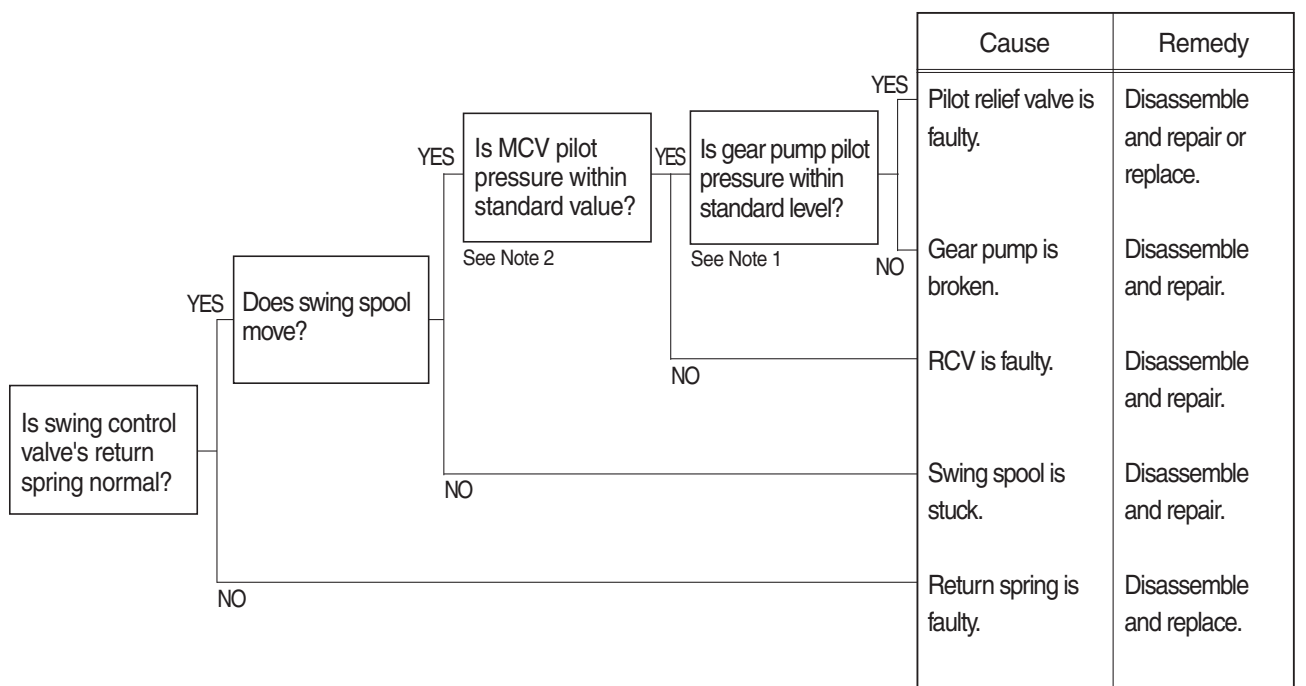 Cause
Remedy
YES
Pilot relief valve is
faulty.
Disassemble
and repair or
replace.
YES
Is MCV pilot
pressure within
standard value?
See Note 2
YES
Is gear pump pilot
pressure within
standard level?
See Note 1
NO
Gear pump is
broken.
Disassemble
and repair.
YES
Does swing spool
move?
NO
RCV is faulty.
Disassemble
and repair.
Is swing control
valve's return
spring normal?
NO
Swing spool is
stuck.
Disassemble
and repair.
NO
Return spring is
faulty.
Disassemble
and replace.